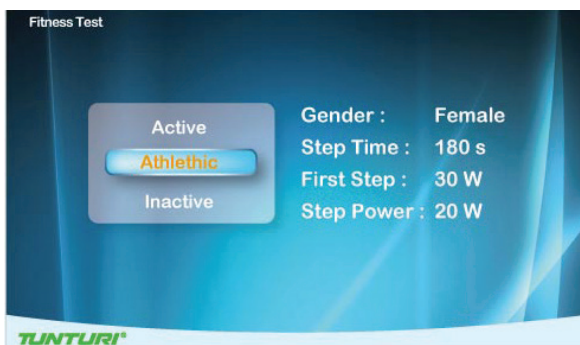 Fitness Test
Active
Athlethic
Inactive
Gender : Female
Step Time : 180 s
First Step : 30 W
Step Power : 20 W
TUNTURI®